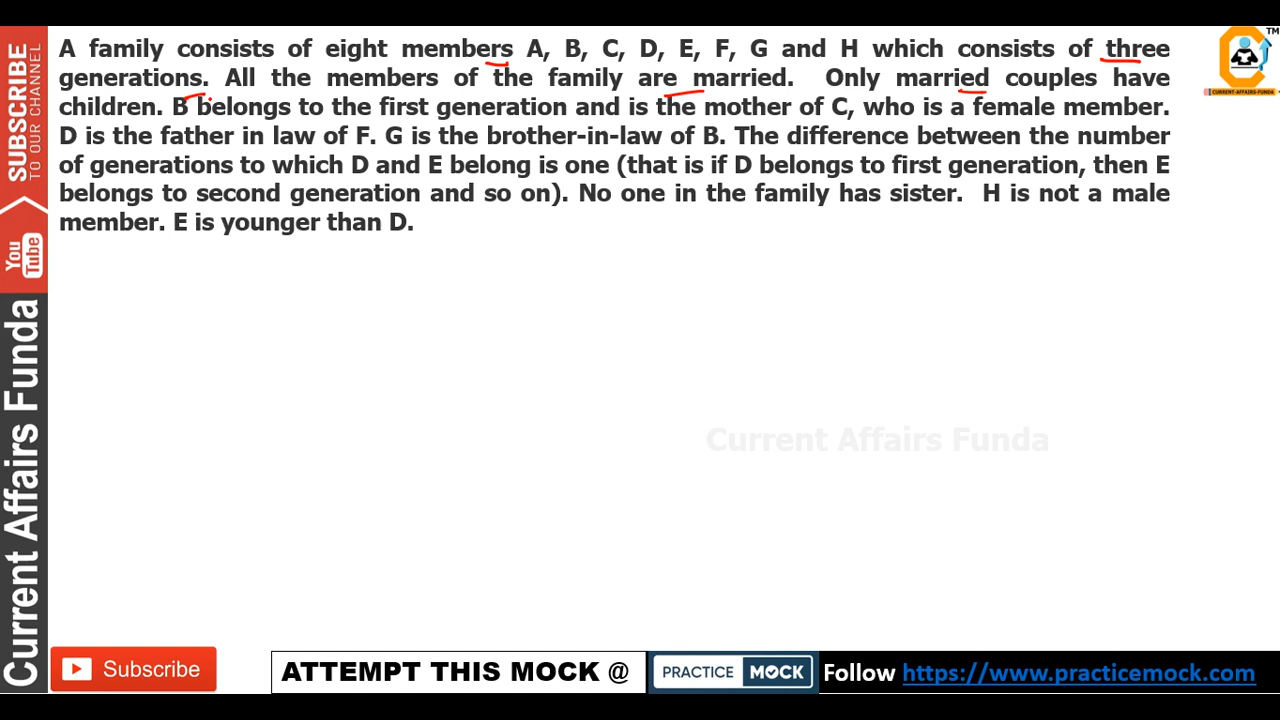 A family consists of eight members A, B, C, D, E, F, G and H which consists of three
generations. All the members of the family are married. Only married couples have
children. B belongs to the first generation and is the mother of C, who is a female member.
D is the father in law of F. G is the brother-in-law of B. The difference between the number
of generations to which D and E belong is one (that is if D belongs to first generation, then E
belongs to second generation and so on). No one in the family has sister. H is not a male
member. E is younger than D.
SUBSCRIBE
TO OUR CHANNEL
You
Tube
Current Affairs Funda
TM
CURRENT-AFFAIRS-FUNDA
Current Affairs Funda
Subscribe
ATTEMPT THIS MOCK @
PRACTICE MOCK
Follow https://www.practicemock.com